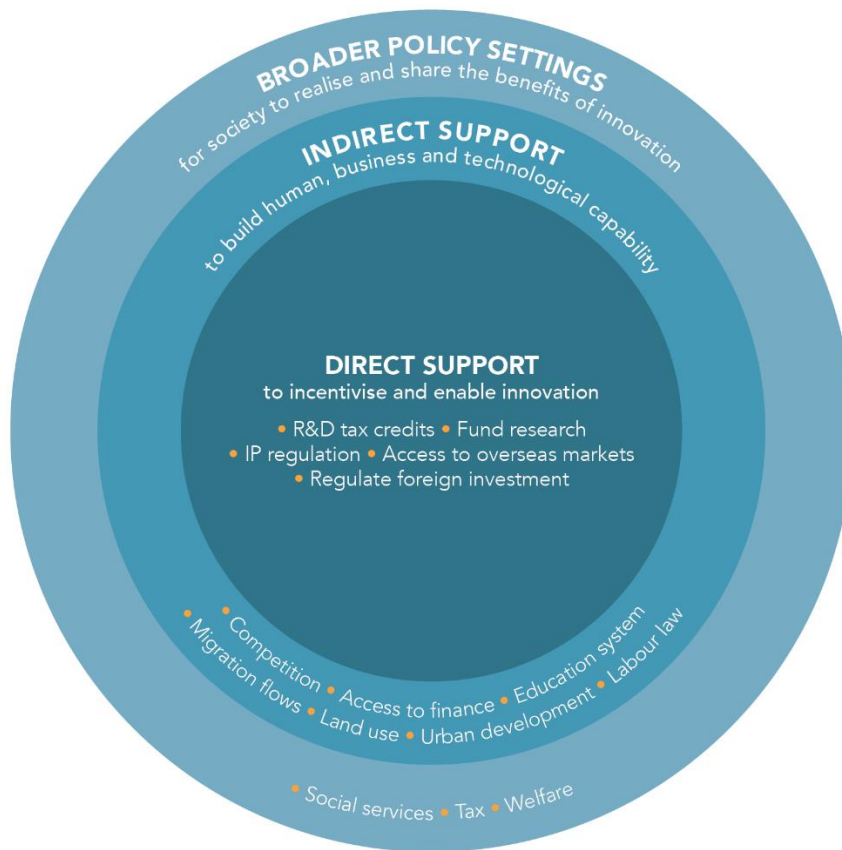 BROADER POLICY SETTINGS
for society to realise and share the benefits of innovation
INDIRECT SUPPORT
to build human, business and technological capability
DIRECT SUPPORT
to incentivise and enable innovation
• R&D tax credits • Fund research
• IP regulation • Access to overseas markets
• Regulate foreign investment
• Competition • Access to finance • Education system
• Migration flows • Land use • Urban development • Labour law
• Social services • Tax • Welfare